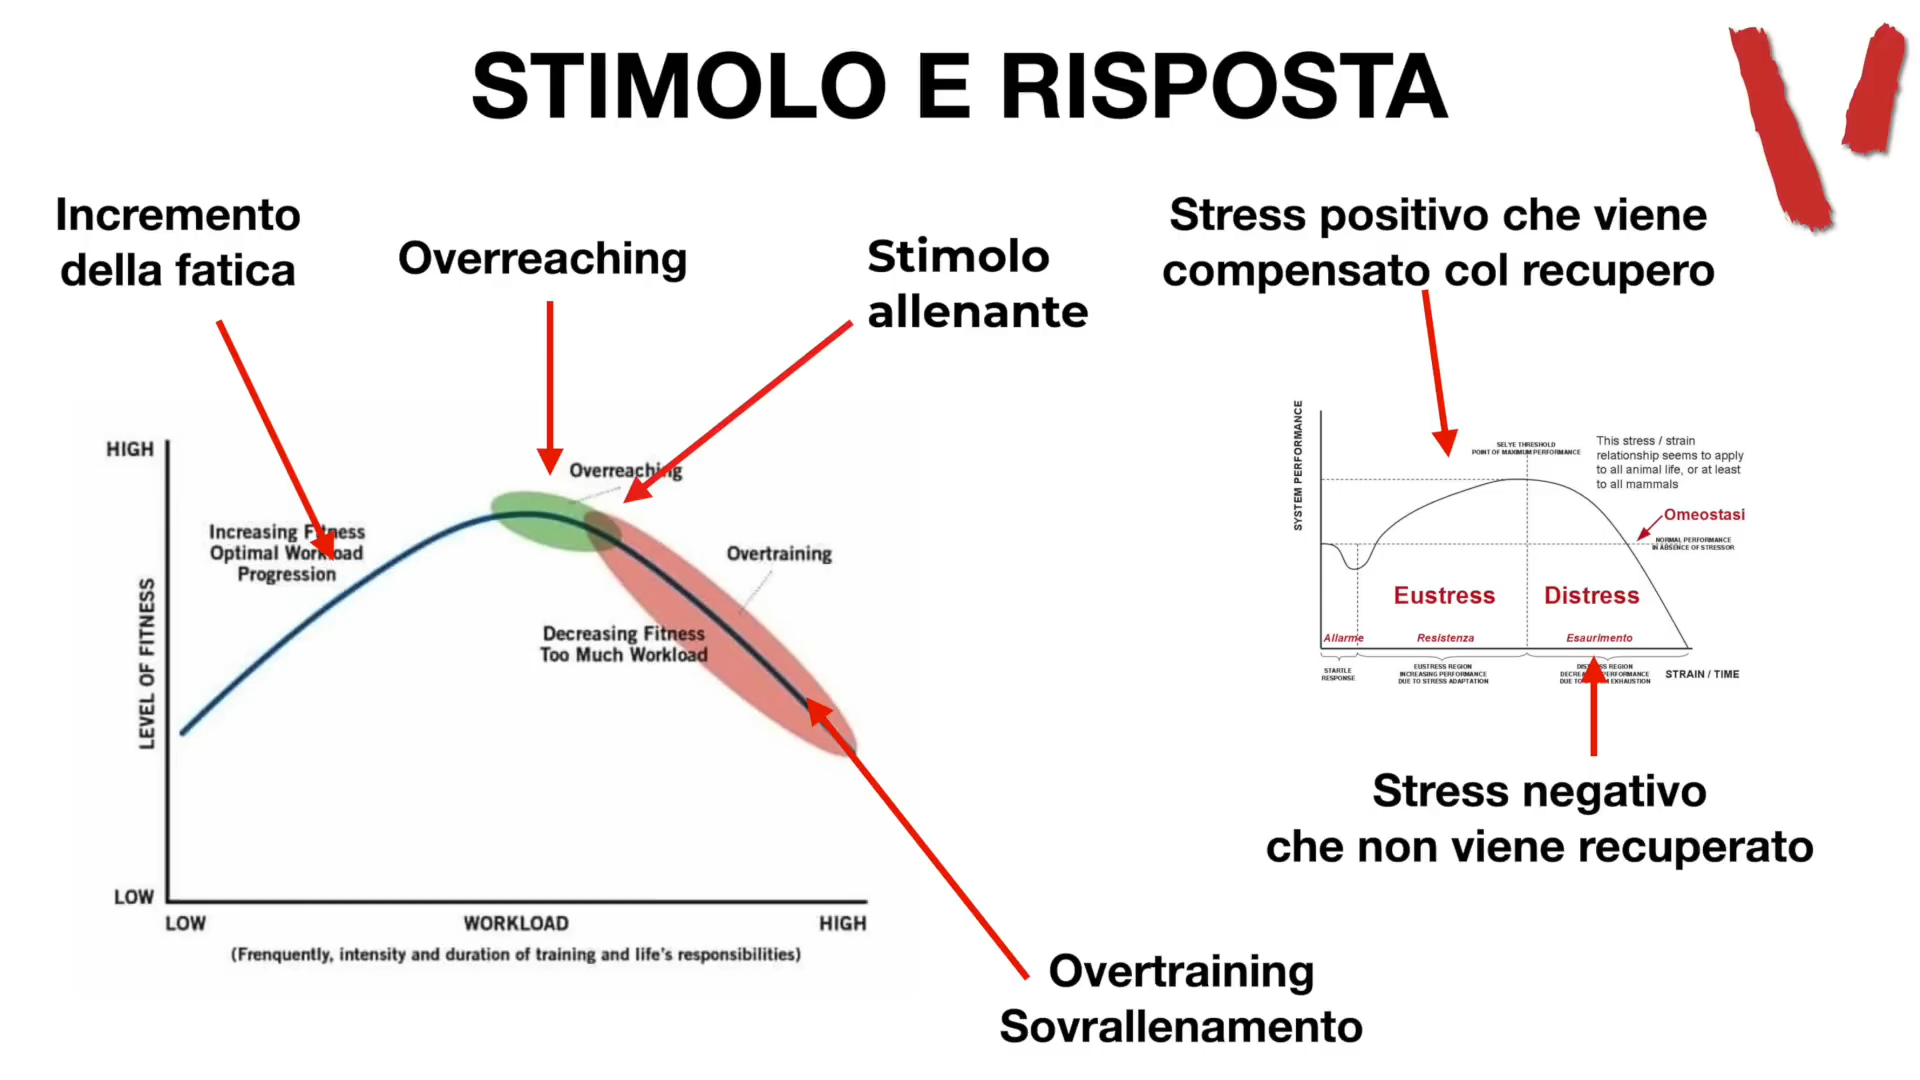 STIMOLO E RISPOSTA
Incremento
della fatica
Overreaching
Stimolo
allenante
Stress positivo che viene
compensato col recupero
HIGH
Overreaching
Increasing Fitness
Optimal Workload
Progression
Overtraining
Decreasing Fitness
Too Much Workload
LEVEL OF FITNESS
LOW
LOW
WORKLOAD
HIGH
(Frenquently, intensity and duration of training and life's responsibilities)
SYSTEM PERFORMANCE
SELYE THRESHOLD
POINT OF MAXIMUM PERFORMANCE
This stress / strain
relationship seems to apply
to all animal life, or at least
to all mammals
Omeostasi
NORMAL PERFORMANCE
IN ABSENCE OF STRESSOR
Eustress
Distress
Allarme
Resistenza
Esaurimento
STARTLE
RESPONSE
EUSTRESS REGION
INCREASING PERFORMANCE
DUE TO STRESS ADAPTATION
REGION
PERFORMANCE
DUE TO EXHAUSTION
STRAIN / TIME
Stress negativo
che non viene recuperato
Overtraining
Sovrallenamento